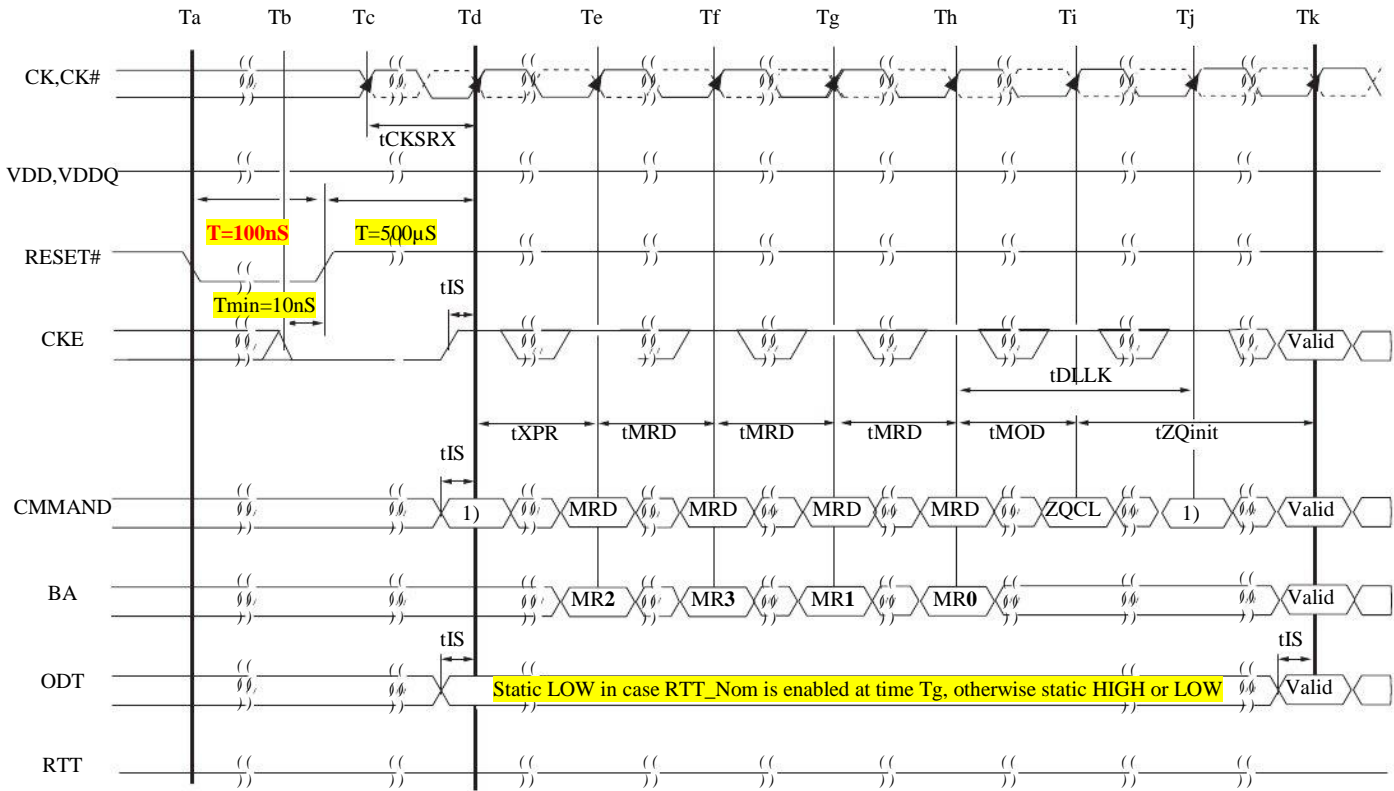 Ta Tb Tc Td Te Tf Tg Th Ti Tj Tk
CK,CK#
tCKSRX
VDD,VDDQ
T=100nS T=500µS
RESET#
Tmin=10nS tIS
CKE Valid
tDLLK
tXPR tMRD tMRD tMRD tMOD tZQinit
tIS
CMMAND 1) MRD MRD MRD MRD ZQCL 1) Valid
BA MR2 MR3 MR1 MR0 Valid
tIS tIS
ODT Static LOW in case RTT_Nom is enabled at time Tg, otherwise static HIGH or LOW Valid
RTT